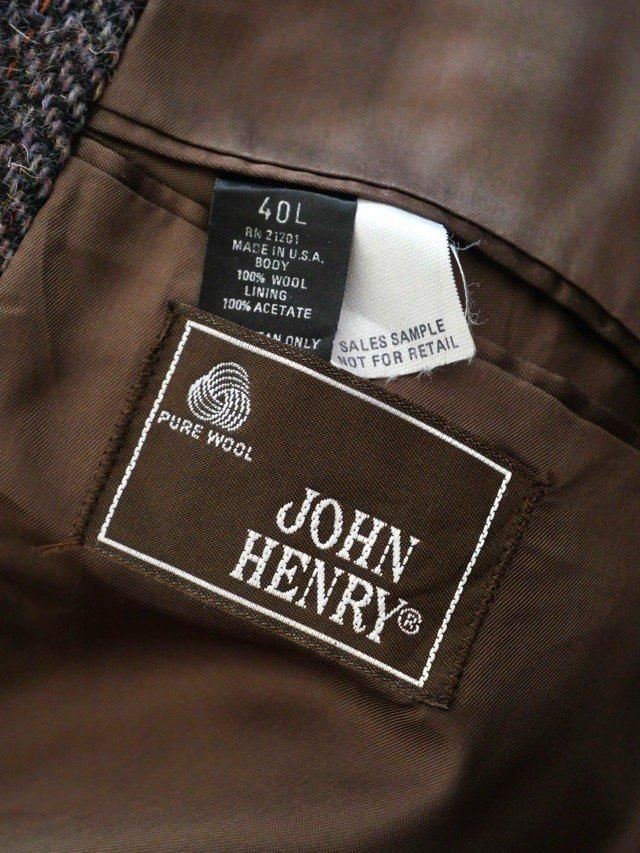 40L
RN 21201
MADE IN U.S.A.
BODY
100% WOOL
LINING
100% ACETATE
ONLY
SALES SAMPLE
NOT FOR RETAIL
PURE WOOL
JOHN
HENRY®